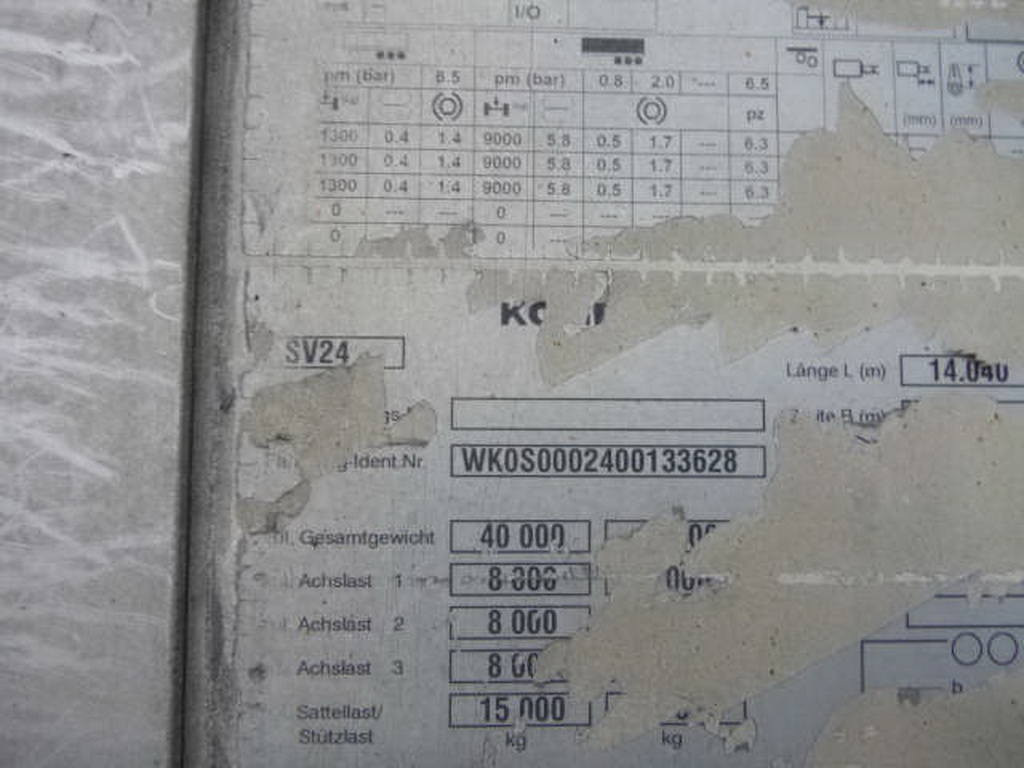 I/O
pm (bar) 6.5 pm (bar) 0.8 2.0 --- 6.5
pz
(mm) (mm)
1300 0.4 1.4 9000 5.8 0.5 1.7 --- 6.3
1300 0.4 1.4 9000 5.8 0.5 1.7 --- 6.3
1300 0.4 1.4 9000 5.8 0.5 1.7 --- 6.3
0 --- --- 0 --- --- --- ---
0 0 ---
SV24
Länge L (m) 14.040
B (m)
-Ident.Nr. WK0S0002400133628
Gesamtgewicht 40 000
Achslast 1 8 000
Achslast 2 8 000
Achslast 3
Sattellast/ 15 000
Stützlast kg kg
b